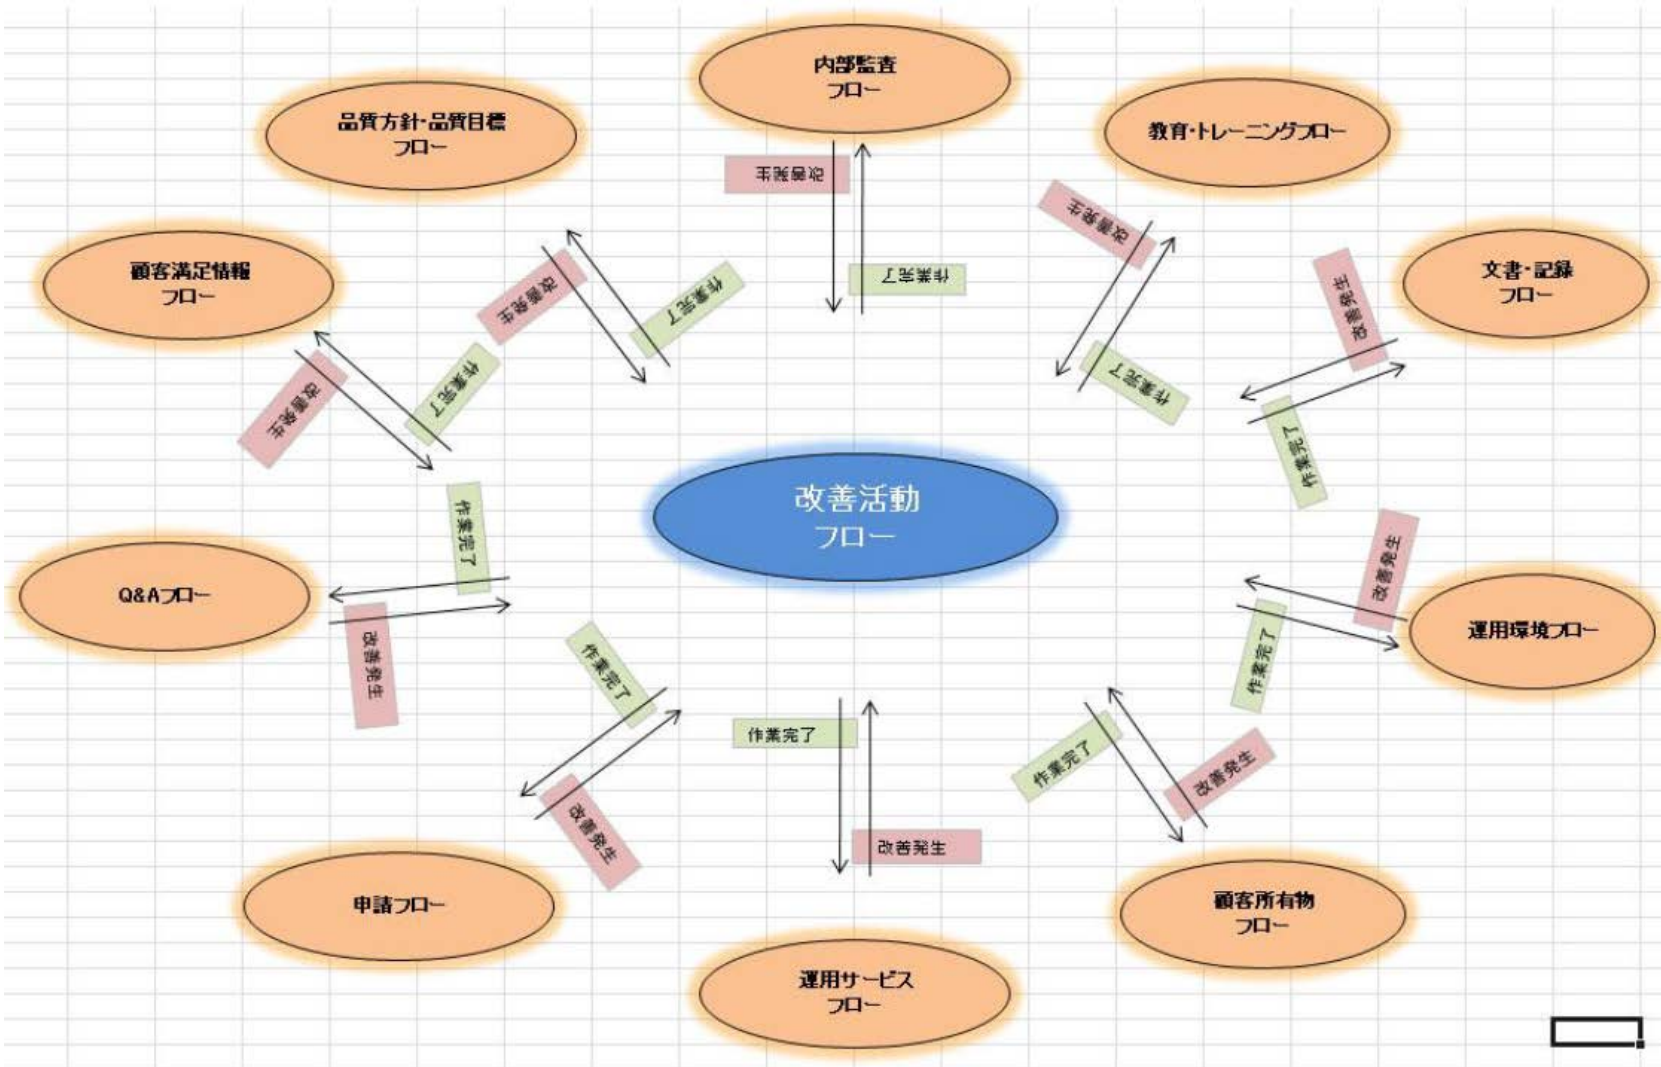 内部監査
フロー
品質方針・品質目標
フロー
教育・トレーニングフロー
改善発生
改善発生
顧客満足情報
フロー
文書・記録
フロー
改善発生
作業完了
改善発生
作業完了
改善発生
作業完了
作業完了
作業完了
改善活動
フロー
作業完了
改善発生
Q&Aフロー
改善発生
作業完了
作業完了
改善発生
運用環境フロー
作業完了
作業完了
改善発生
改善発生
改善発生
申請フロー
顧客所有物
フロー
運用サービス
フロー